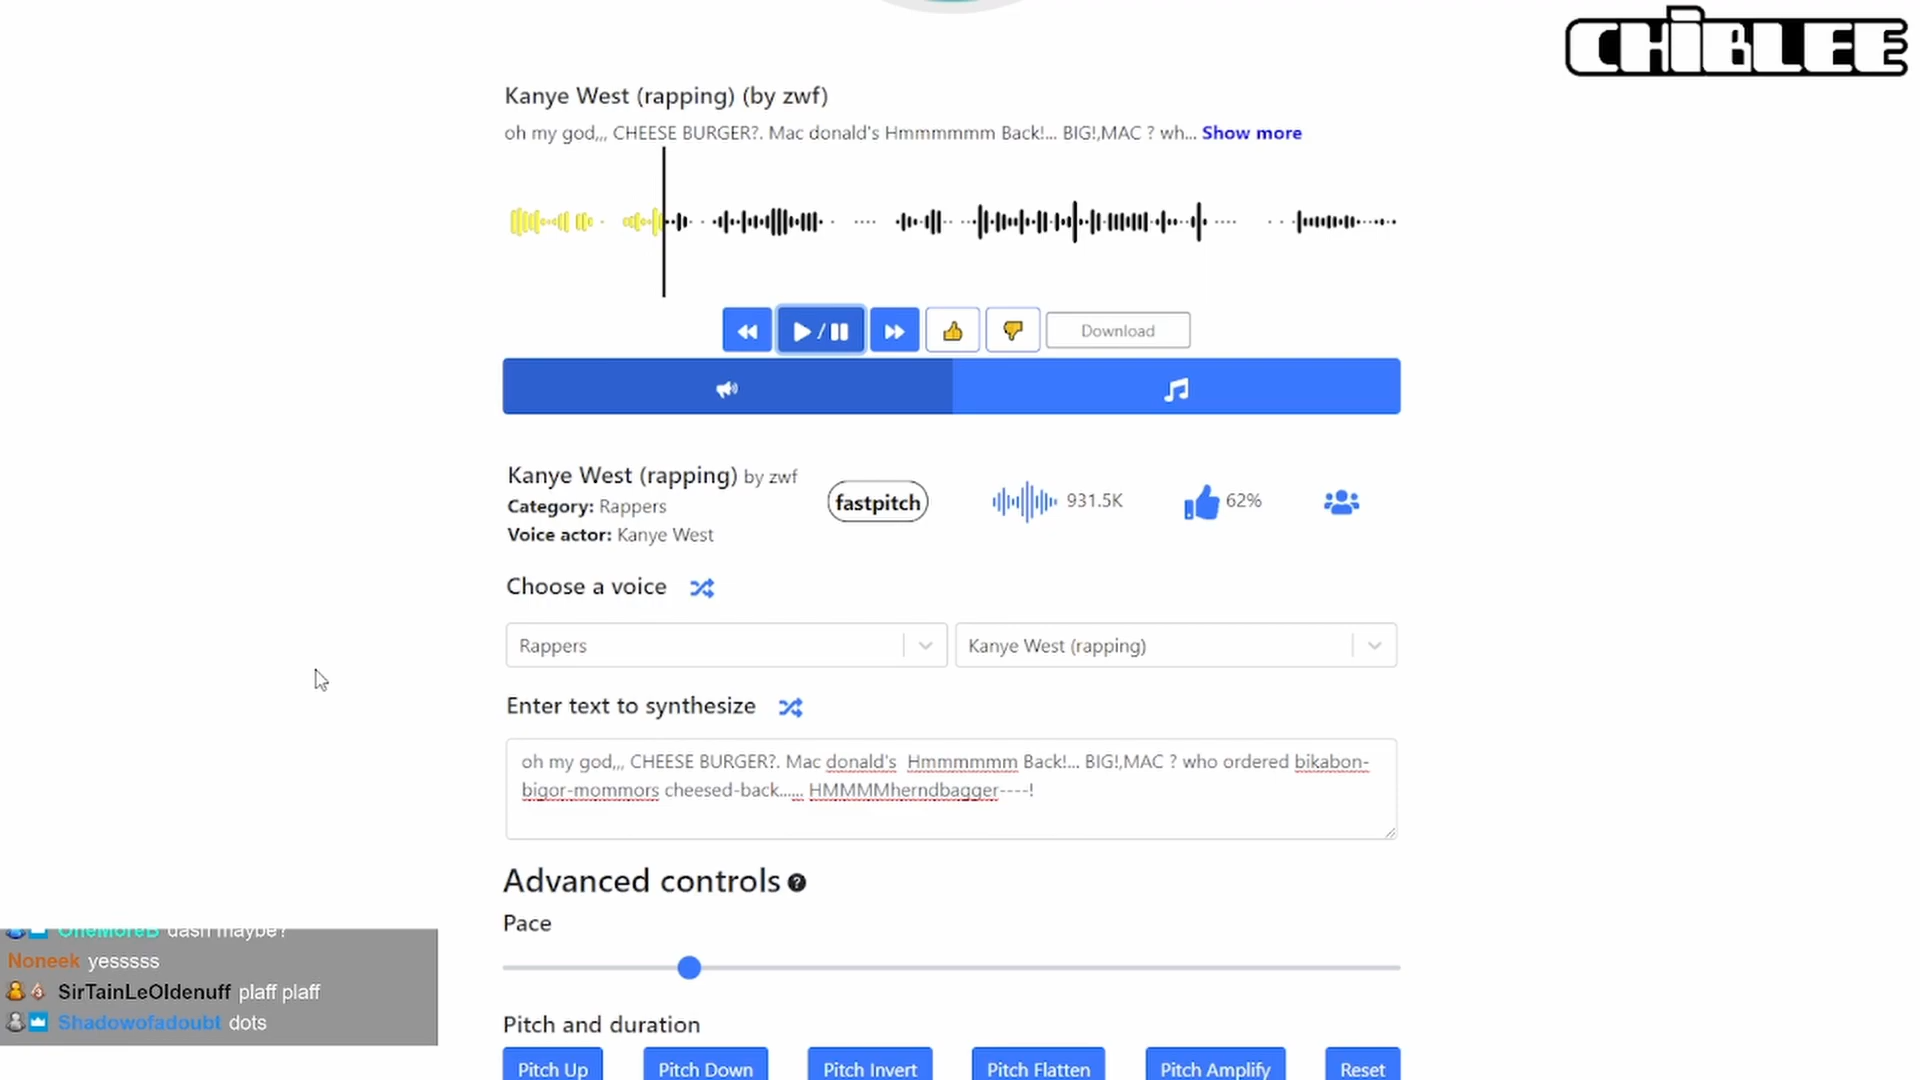 CHiBLEE
Kanye West (rapping) (by zwf)
oh my god,,, CHEESE BURGER?. Mac donald's Hmmmmmm Back!... BIG!,MAC ? wh... Show more
/
Download
Kanye West (rapping) by zwf
Category: Rappers
Voice actor: Kanye West
fastpitch
931.5K
62%
Choose a voice
Rappers
Kanye West (rapping)
Enter text to synthesize
oh my god,,, CHEESE BURGER?. Mac donald's  Hmmmmmm Back!... BIG!,MAC ? who ordered bikabon-
bigor-mommors cheesed-back...... HMMMMherndbagger----!
Advanced controls ?
Pace
OneMoreB dash maybe?
Noneek yesssss
SirTainLeOldenuff plaff plaff
Shadowofadoubt dots
Pitch and duration
Pitch Up
Pitch Down
Pitch Invert
Pitch Flatten
Pitch Amplify
Reset